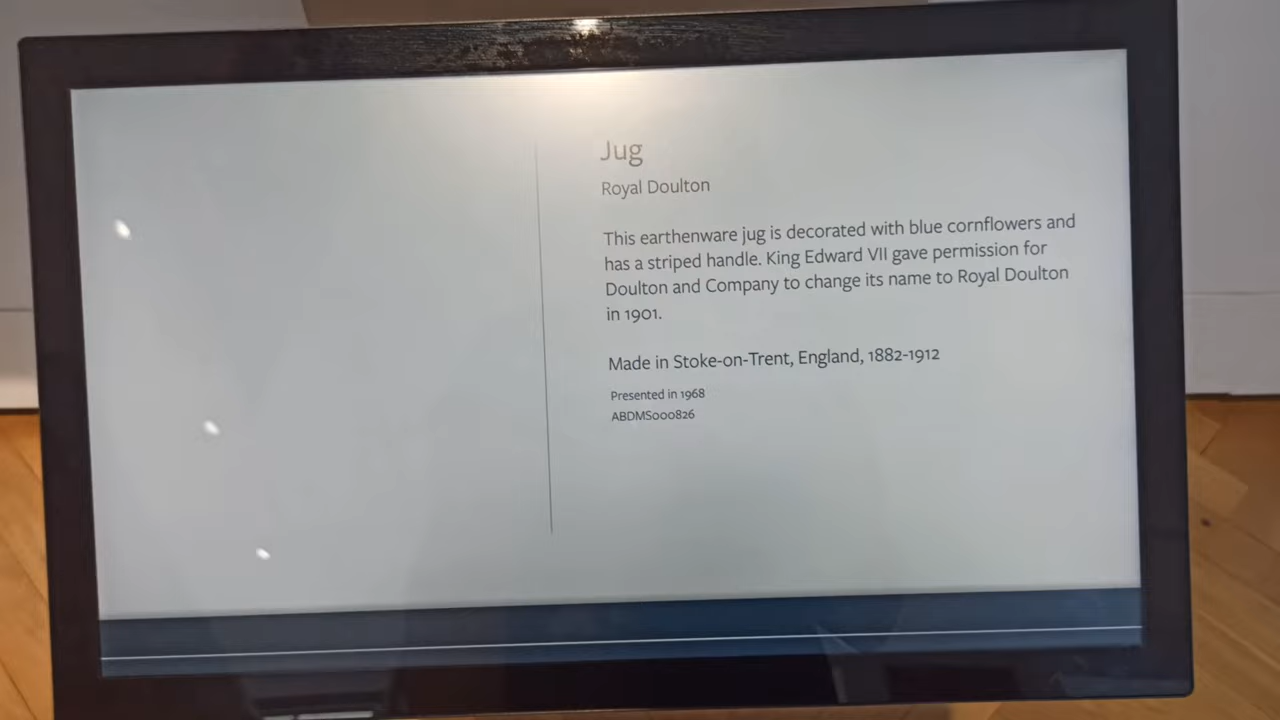 Jug
Royal Doulton
This earthenware jug is decorated with blue cornflowers and
has a striped handle. King Edward VII gave permission for
Doulton and Company to change its name to Royal Doulton
in 1901.
Made in Stoke-on-Trent, England, 1882-1912
Presented in 1968
ABDMS000826